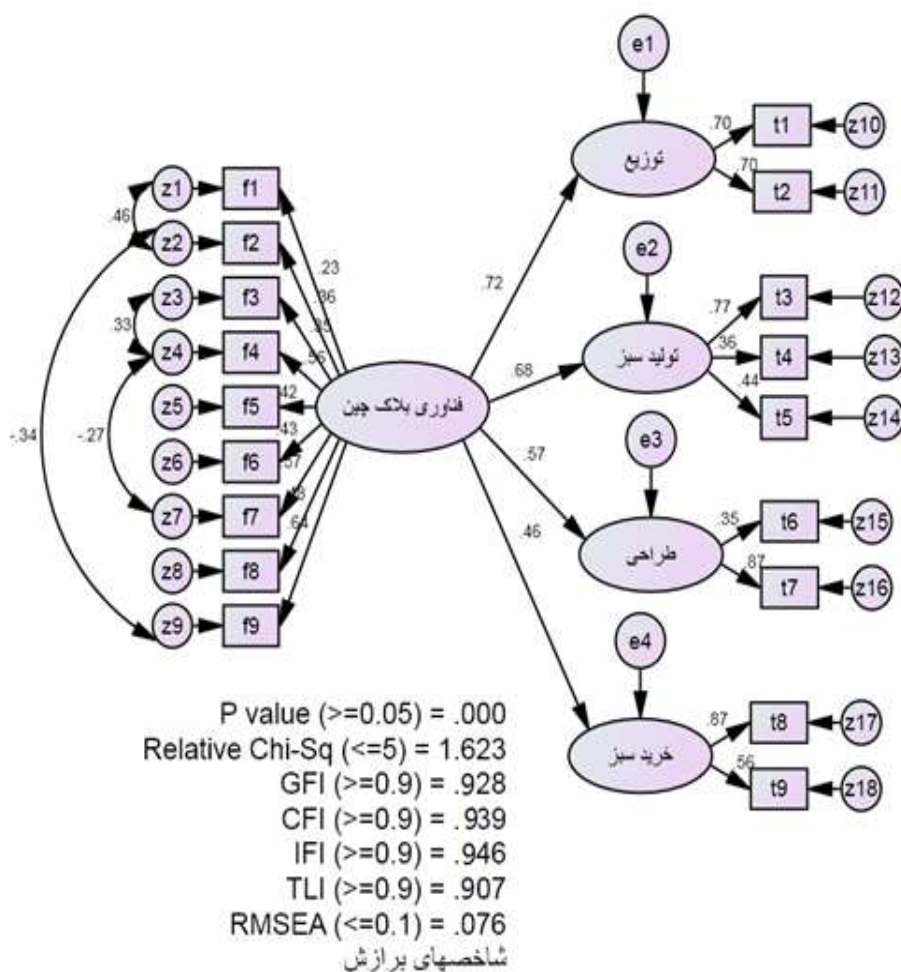 e1
t1
z10
.70
توزیع
.70
t2
z11
z1
f1
.46
z2
f2
.23
.72
e2
z3
f3
.36
.77
t3
z12
.33
z4
f4
.56
فناوری بلاک چین
.68
تولید سبز
.36
t4
z13
z5
f5
.42
.44
t5
z14
-.34
-.27
z6
f6
.43
.57
.57
e3
z7
f7
.64
.46
.35
t6
z15
z8
f8
طراحی
.87
t7
z16
z9
f9
e4
.87
t8
z17
خرید سبز
.56
t9
z18
P value (>=0.05) = .000
Relative Chi-Sq (<=5) = 1.623
GFI (>=0.9) = .928
CFI (>=0.9) = .939
IFI (>=0.9) = .946
TLI (>=0.9) = .907
RMSEA (<=0.1) = .076
شاخصهای برازش